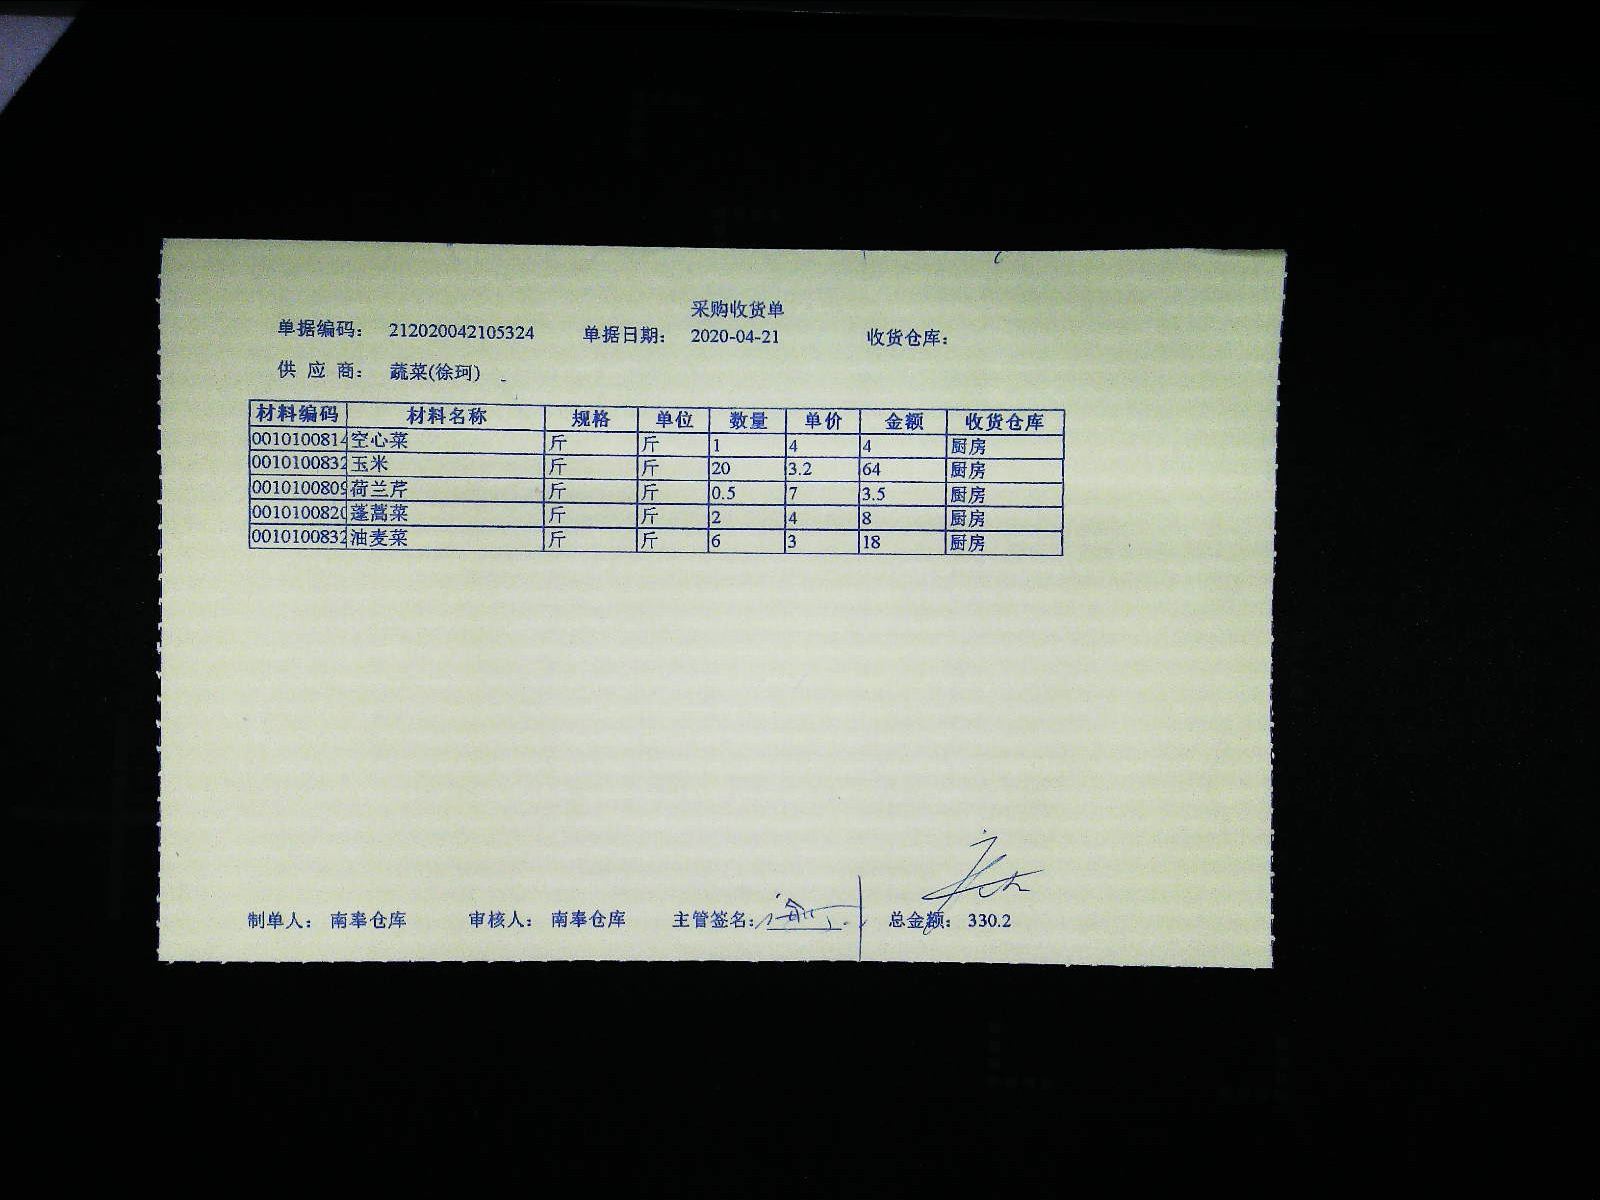 采购收货单
单据编码： 212020042105324 单据日期： 2020-04-21 收货仓库：
供 应 商： 蔬菜(徐珂)
材料编码 材料名称 规格 单位 数量 单价 金额 收货仓库
0010100814 空心菜 斤 斤 1 4 4 厨房
0010100832 玉米 斤 斤 20 3.2 64 厨房
0010100809 荷兰芹 斤 斤 0.5 7 3.5 厨房
0010100820 蓬蒿菜 斤 斤 2 4 8 厨房
0010100832 油麦菜 斤 斤 6 3 18 厨房
制单人： 南奉仓库 审核人： 南奉仓库 主管签名： 总金额： 330.2